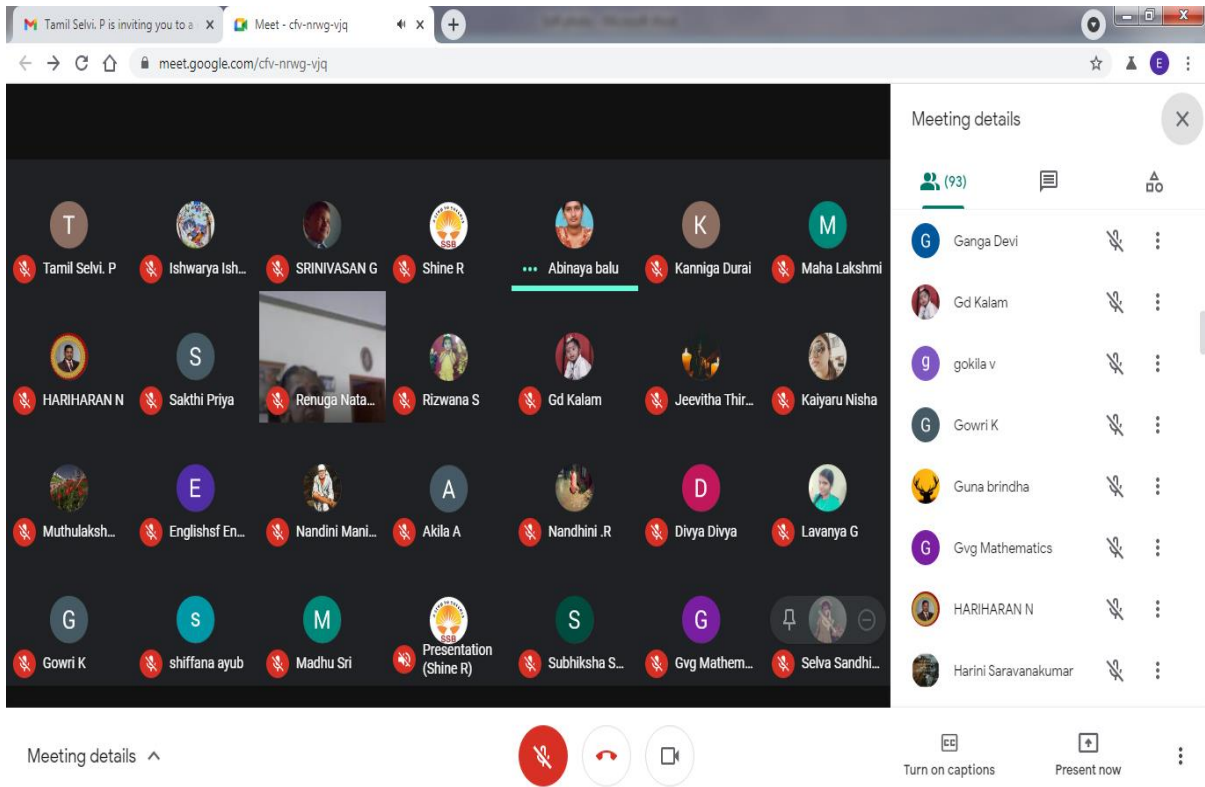 Tamil Selvi. P is inviting you to a
Meet - cfv-nrwg-vjq
meet.google.com/cfv-nrwg-vjq
E
Meeting details
(93)
T
SSB
K
M
Tamil Selvi. P
Ishwarya Ish...
SRINIVASAN G
Shine R
Abinaya balu
Kanniga Durai
Maha Lakshmi
S
HARIHARAN N
Sakthi Priya
Renuga Nata...
Rizwana S
Gd Kalam
Jeevitha Thir...
Kaiyaru Nisha
E
A
D
Muthulaksh...
Englishsf En...
Nandini Mani...
Akila A
Nandhini .R
Divya Divya
Lavanya G
G
s
M
SSB
S
G
Gowri K
shiffana ayub
Madhu Sri
Presentation
(Shine R)
Subhiksha S...
Gvg Mathem...
Selva Sandhi...
G
Ganga Devi
Gd Kalam
g
gokila v
G
Gowri K
Guna brindha
G
Gvg Mathematics
HARIHARAN N
Harini Saravanakumar
Meeting details
CC
Turn on captions
Present now